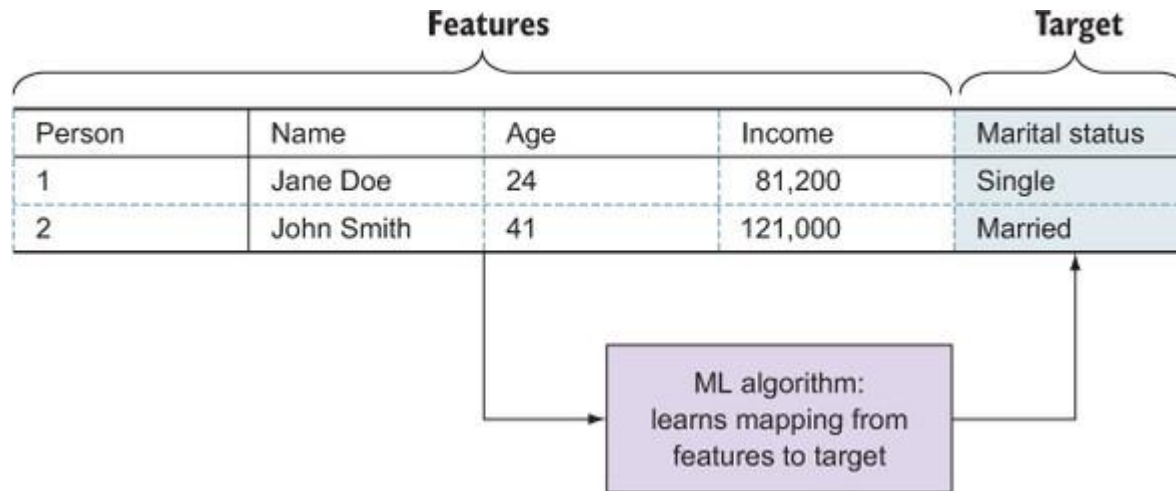 Features Target
Person Name Age Income Marital status
1 Jane Doe 24 81,200 Single
2 John Smith 41 121,000 Married
ML algorithm:
learns mapping from
features to target